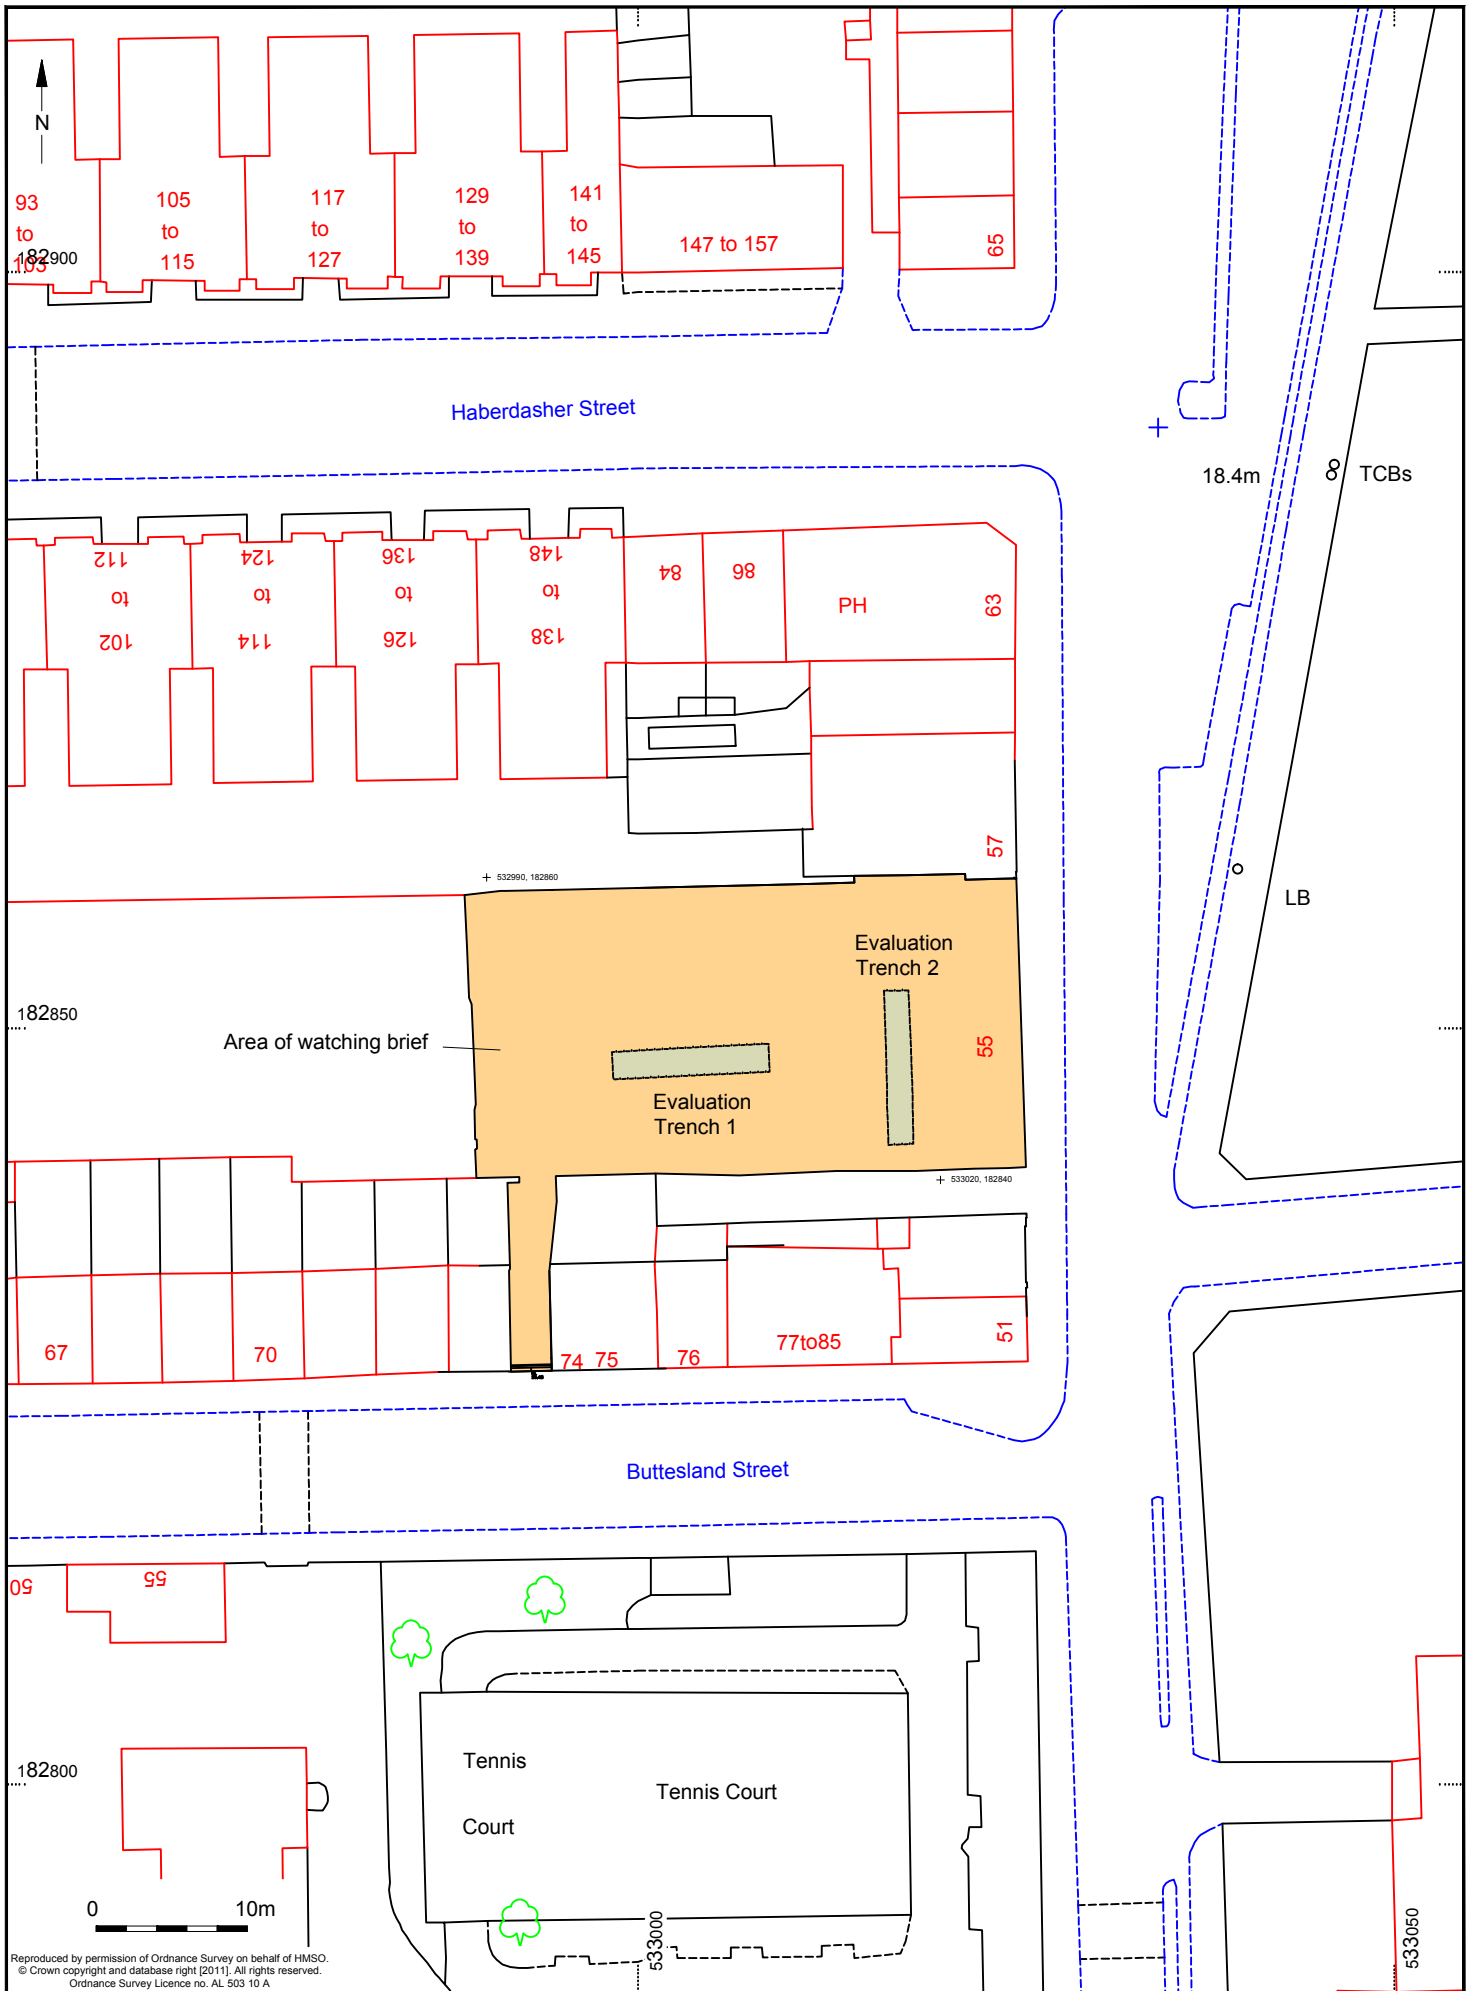 N
93
to
103
105
to
115
117
to
127
129
to
139
141
to
145
147 to 157
65
182900
Haberdasher Street
18.4m
TCBs
112
to
102
124
to
114
136
to
126
148
to
138
84
86
PH
63
57
532990, 182860
LB
Evaluation
Trench 2
182850
Area of watching brief
55
Evaluation
Trench 1
533020, 182840
67
70
74
75
76
77to85
51
Buttesland Street
50
55
Tennis
Court
Tennis Court
182800
0
10m
533000
533050
Reproduced by permission of Ordnance Survey on behalf of HMSO.
© Crown copyright and database right [2011]. All rights reserved.
Ordnance Survey Licence no. AL 503 10 A